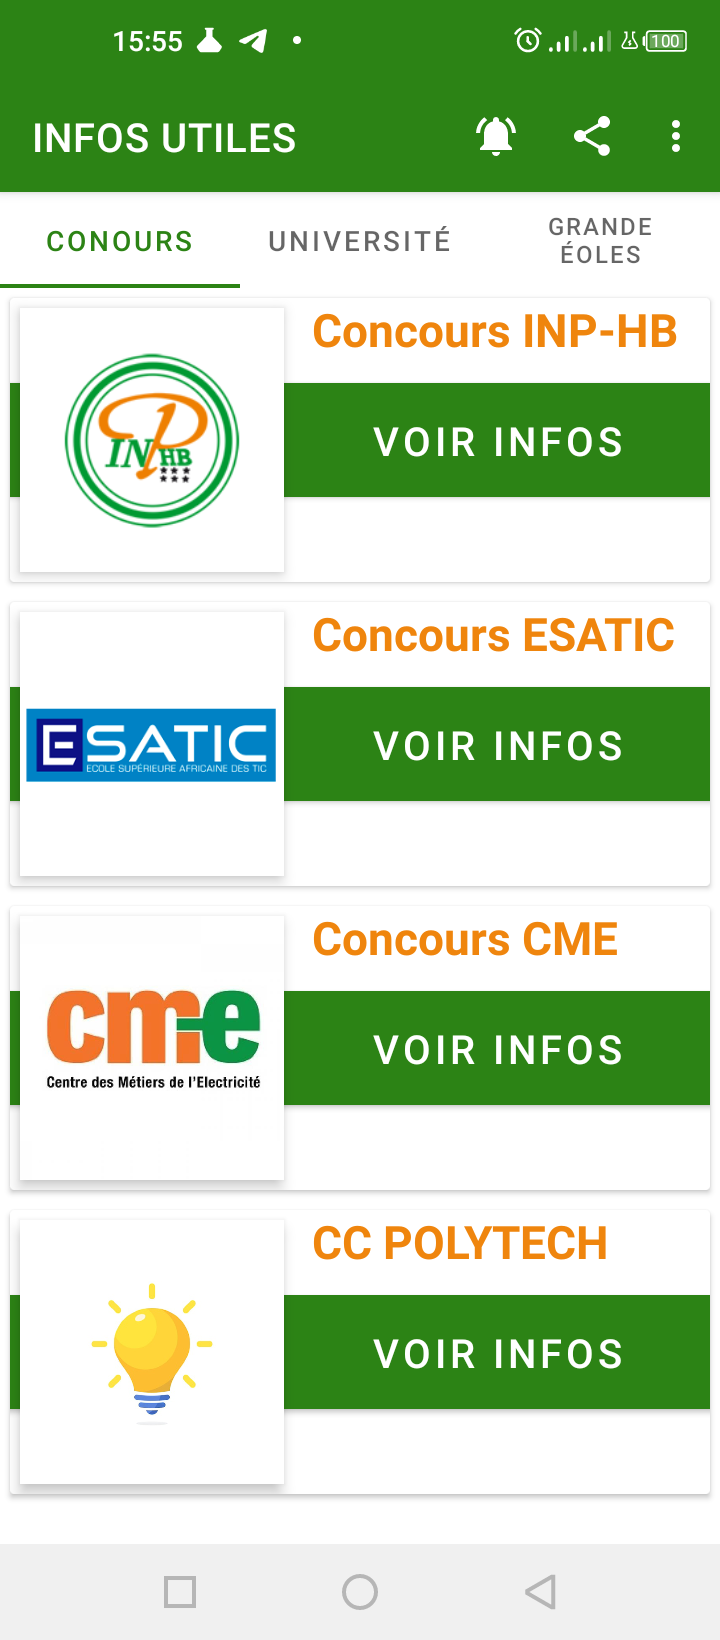 15:55
100
INFOS UTILES
CONOURS
UNIVERSITÉ
GRANDE
ÉOLES
Concours INP-HB
INPHB
VOIR INFOS
Concours ESATIC
ESATIC
ECOLE SUPÉRIEURE AFRICAINE DES TIC
VOIR INFOS
Concours CME
cme
Centre des Métiers de l'Electricité
VOIR INFOS
CC POLYTECH
VOIR INFOS